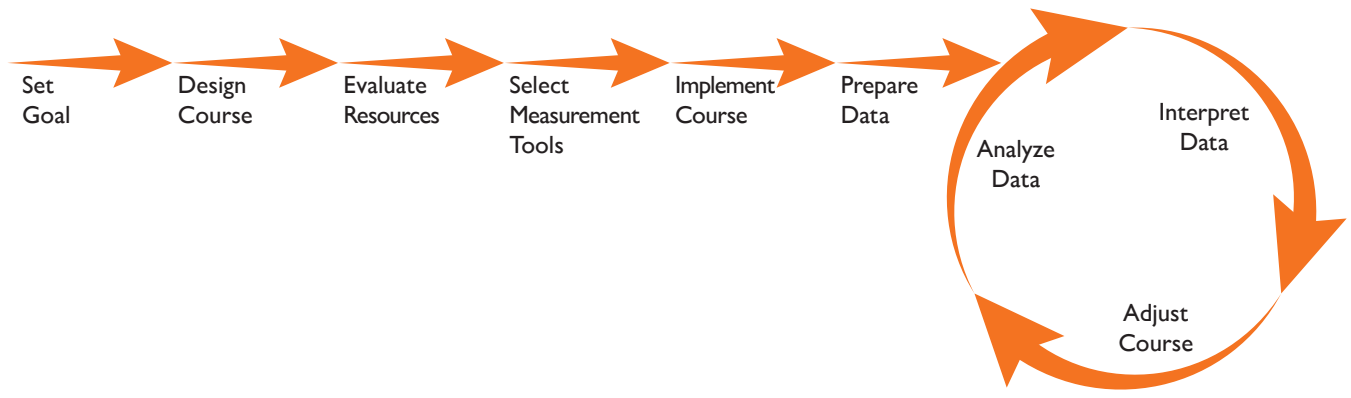 Set
Goal
Design
Course
Evaluate
Resources
Select
Measurement
Tools
Implement
Course
Prepare
Data
Analyze
Data
Interpret
Data
Adjust
Course